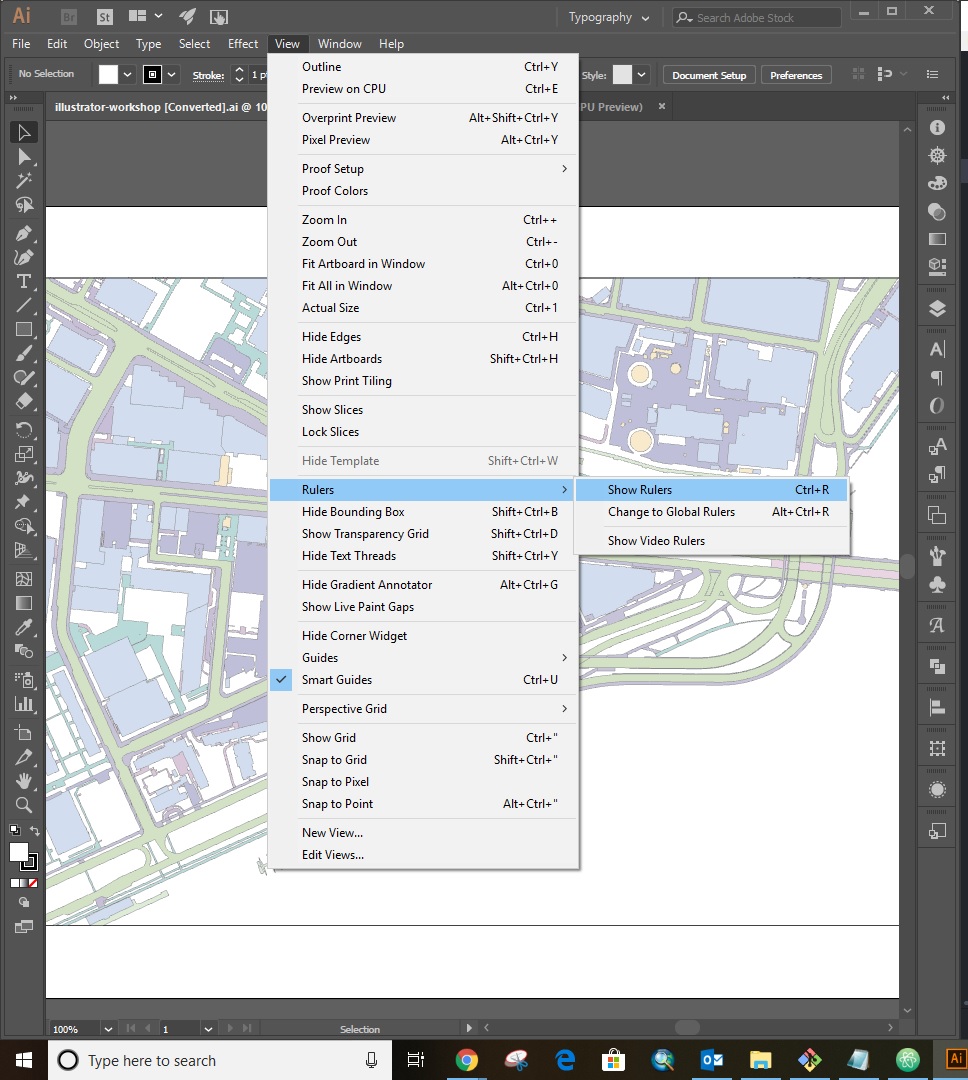 Ai Br St Typography Search Adobe Stock
File Edit Object Type Select Effect View Window Help
No Selection Stroke: 1 p Style: Document Setup Preferences
illustrator-workshop [Converted].ai @ 10 PU Preview)
Outline Ctrl+Y
Preview on CPU Ctrl+E
Overprint Preview Alt+Shift+Ctrl+Y
Pixel Preview Alt+Ctrl+Y
Proof Setup
Proof Colors
Zoom In Ctrl++
Zoom Out Ctrl+-
Fit Artboard in Window Ctrl+0
Fit All in Window Alt+Ctrl+0
Actual Size Ctrl+1
Hide Edges Ctrl+H
Hide Artboards Shift+Ctrl+H
Show Print Tiling
Show Slices
Lock Slices
Hide Template Shift+Ctrl+W
Rulers
Show Rulers Ctrl+R
Hide Bounding Box Shift+Ctrl+B
Change to Global Rulers Alt+Ctrl+R
Show Transparency Grid Shift+Ctrl+D
Show Video Rulers
Hide Text Threads Shift+Ctrl+Y
Hide Gradient Annotator Alt+Ctrl+G
Show Live Paint Gaps
Hide Corner Widget
Guides
Smart Guides Ctrl+U
Perspective Grid
Show Grid Ctrl+"
Snap to Grid Shift+Ctrl+"
Snap to Pixel
Snap to Point Alt+Ctrl+"
New View...
Edit Views...
100% 1 Selection
Type here to search Ai